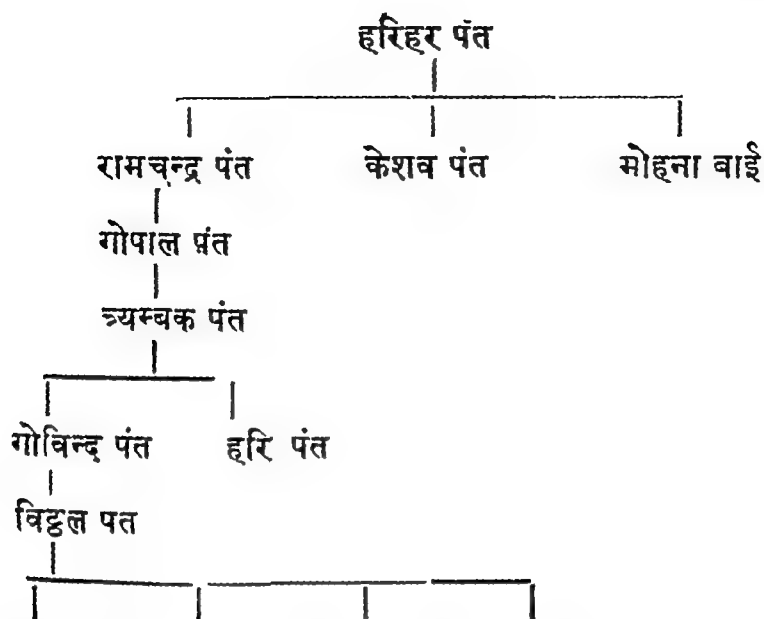 हरिहर पंत
रामचन्द्र पंत केशव पंत मोहना बाई
गोपाल पंत
त्र्यम्बक पंत
गोविन्द पंत हरि पंत
विट्ठल पत